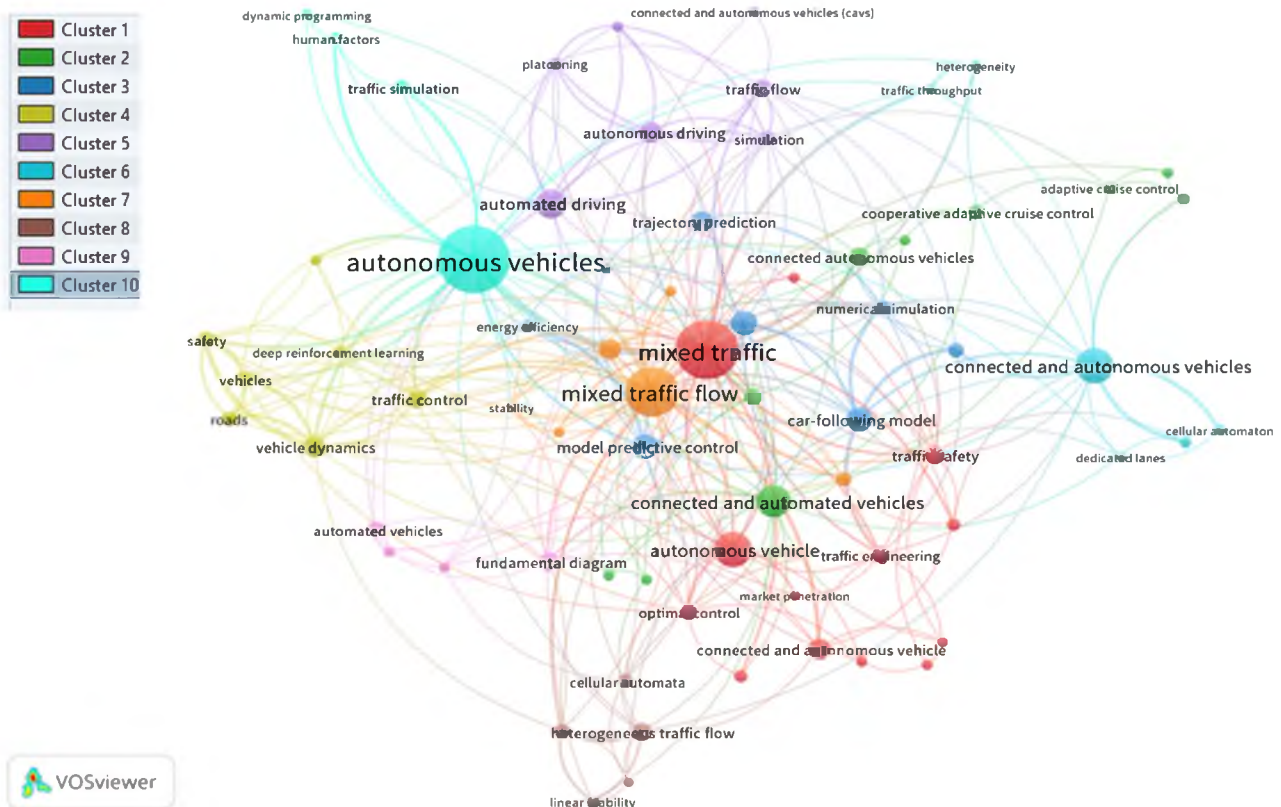 Cluster 1
Cluster 2
Cluster 3
Cluster 4
Cluster 5
Cluster 6
Cluster 7
Cluster 8
Cluster 9
Cluster 10
dynamic programming
connected and autonomous vehicles (cavs)
human factors
platooning
heterogeneity
traffic simulation
traffic flow
traffic throughput
autonomous driving
simulation
adaptive cruise control
automated driving
cooperative adaptive cruise control
trajectory prediction
autonomous vehicles
connected autonomous vehicles
numerical simulation
energy efficiency
safety
deep reinforcement learning
mixed traffic
connected and autonomous vehicles
vehicles
mixed traffic flow
traffic control
stability
roads
car-following model
cellular automaton
vehicle dynamics
model predictive control
traffic safety
dedicated lanes
connected and automated vehicles
automated vehicles
autonomous vehicle
traffic engineering
fundamental diagram
market penetration
optimal control
connected and autonomous vehicle
cellular automata
heterogeneous traffic flow
VOSviewer
linear stability